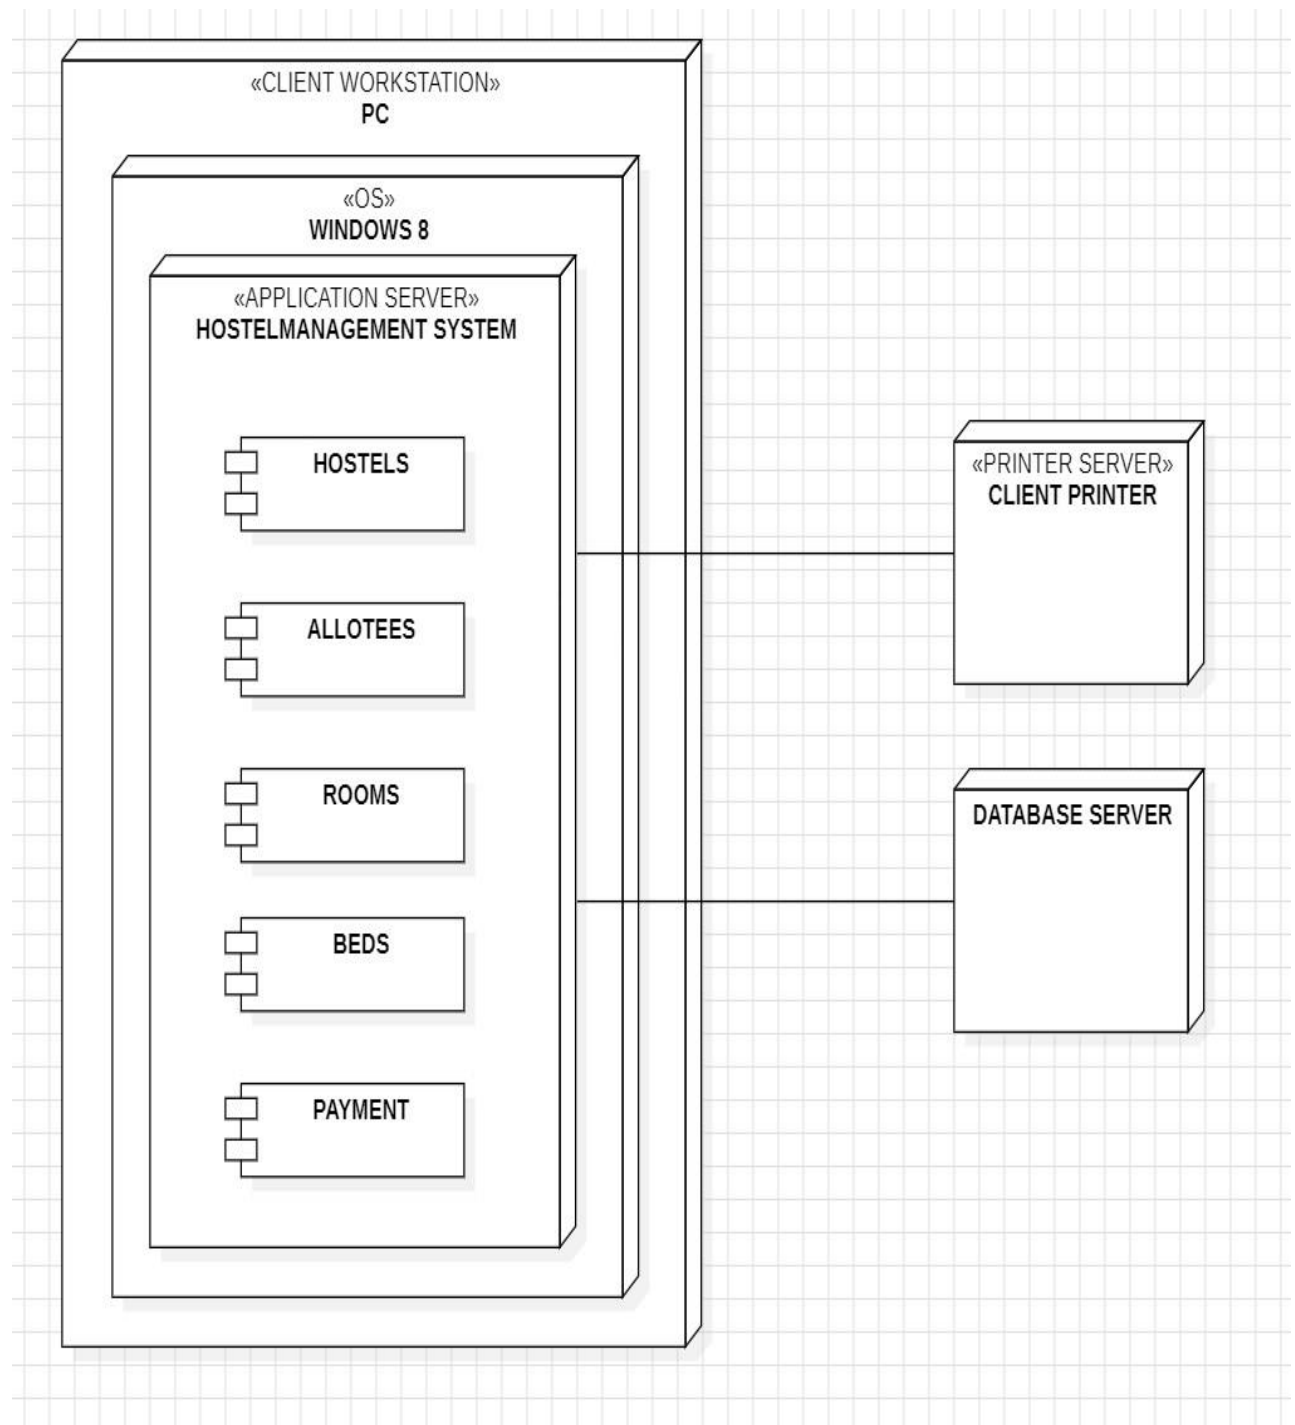 «CLIENT WORKSTATION»
PC
«OS»
WINDOWS 8
«APPLICATION SERVER»
HOSTELMANAGEMENT SYSTEM
HOSTELS
ALLOTEES
ROOMS
BEDS
PAYMENT
«PRINTER SERVER»
CLIENT PRINTER
DATABASE SERVER